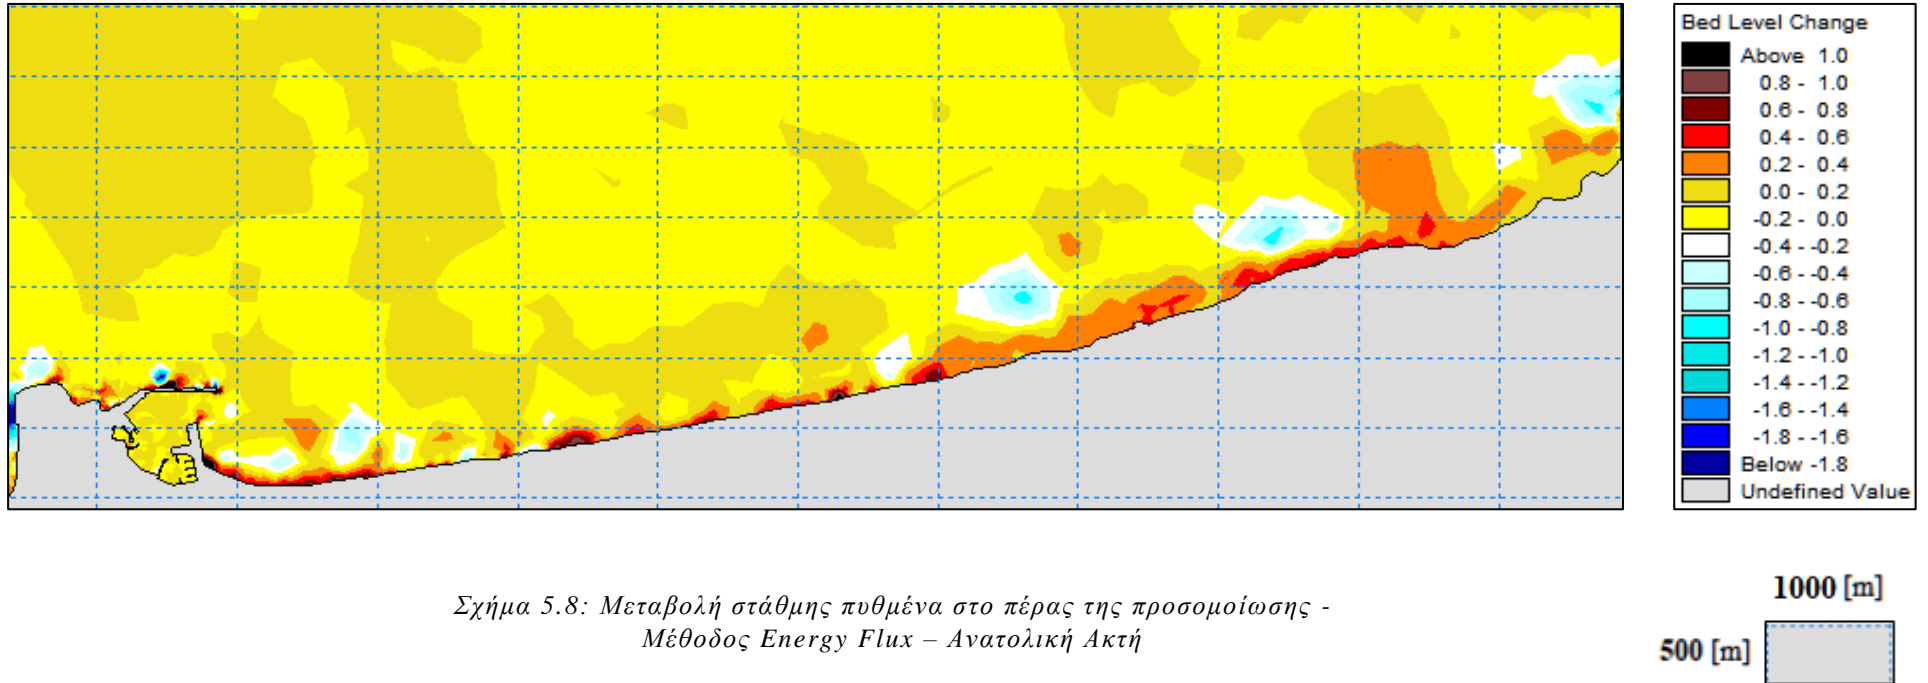 Bed Level Change
Above 1.0
0.8 - 1.0
0.6 - 0.8
0.4 - 0.6
0.2 - 0.4
0.0 - 0.2
-0.2 - 0.0
-0.4 - -0.2
-0.6 - -0.4
-0.8 - -0.6
-1.0 - -0.8
-1.2 - -1.0
-1.4 - -1.2
-1.6 - -1.4
-1.8 - -1.6
Below -1.8
Undefined Value
Σχήμα 5.8: Μεταβολή στάθμης πυθμένα στο πέρας της προσομοίωσης -
Μέθοδος Energy Flux – Ανατολική Ακτή
1000 [m]
500 [m]